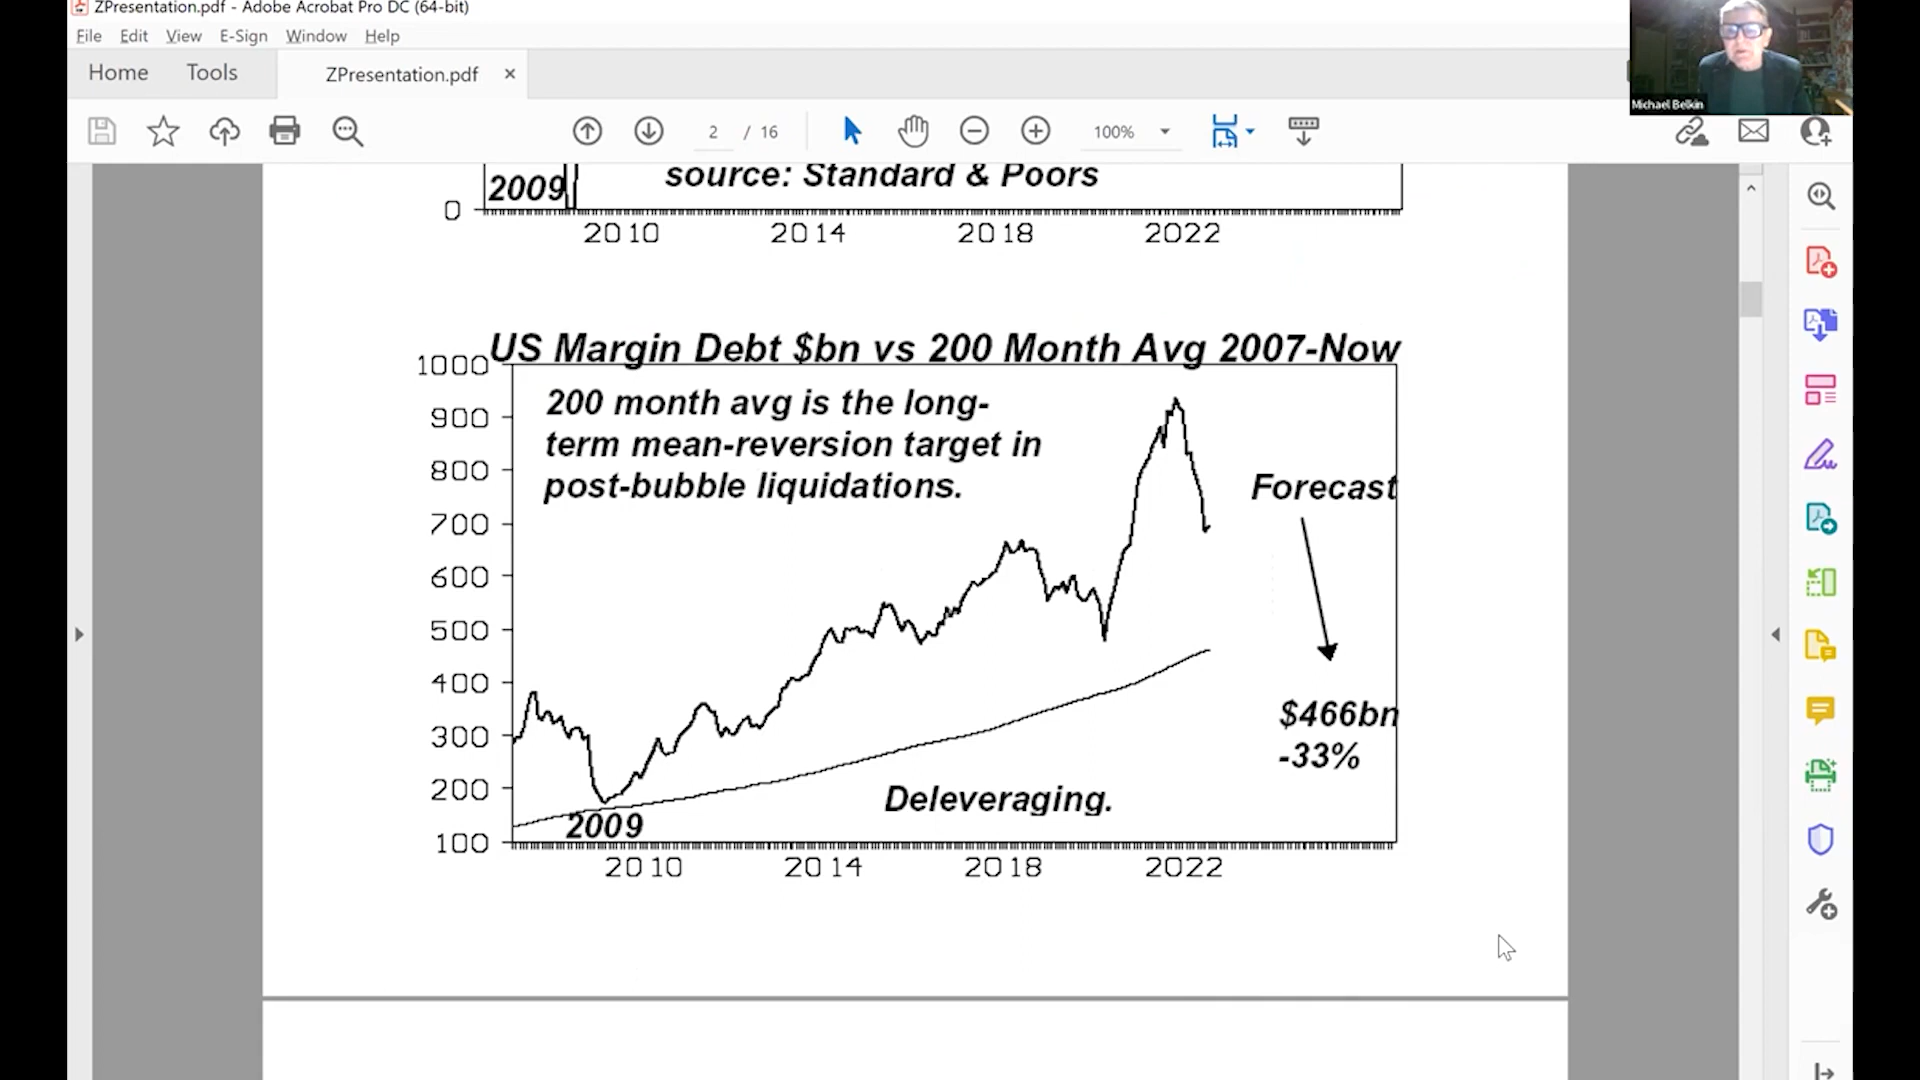 ZPresentation.pdf - Adobe Acrobat Pro DC (64-bit)
File Edit View E-Sign Window Help
Home Tools ZPresentation.pdf ×
Michael Belkin
2 / 16 100%
source: Standard & Poors
2009
0
2010 2014 2018 2022
US Margin Debt $bn vs 200 Month Avg 2007-Now
1000
200 month avg is the long-
900
term mean-reversion target in
800
post-bubble liquidations.
Forecast
700
600
500
400
$466bn
300
-33%
200
Deleveraging.
2009
100
2010 2014 2018 2022